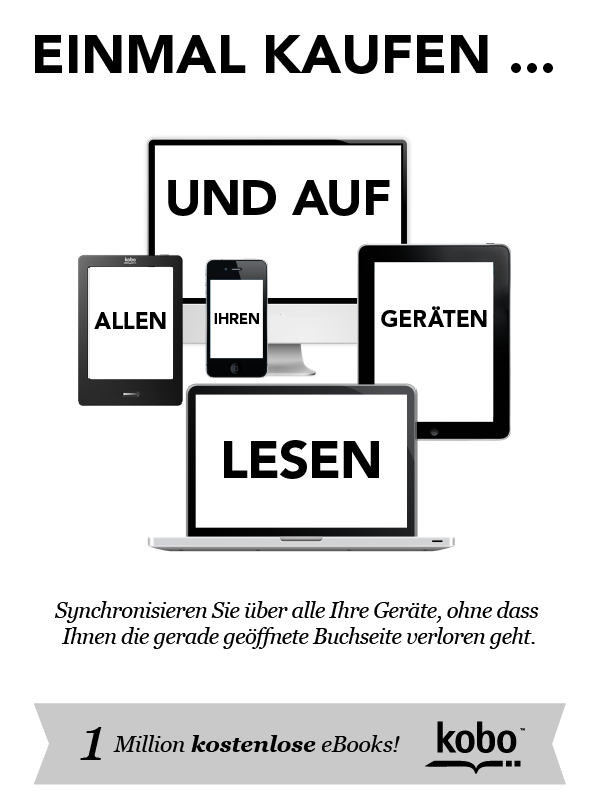 EINMAL KAUFEN ...
UND AUF
kobo
ALLEN
IHREN
GERÄTEN
LESEN
Synchronisieren Sie über alle Ihre Geräte, ohne dass
Ihnen die gerade geöffnete Buchseite verloren geht.
1 Million kostenlose eBooks!
kobo™